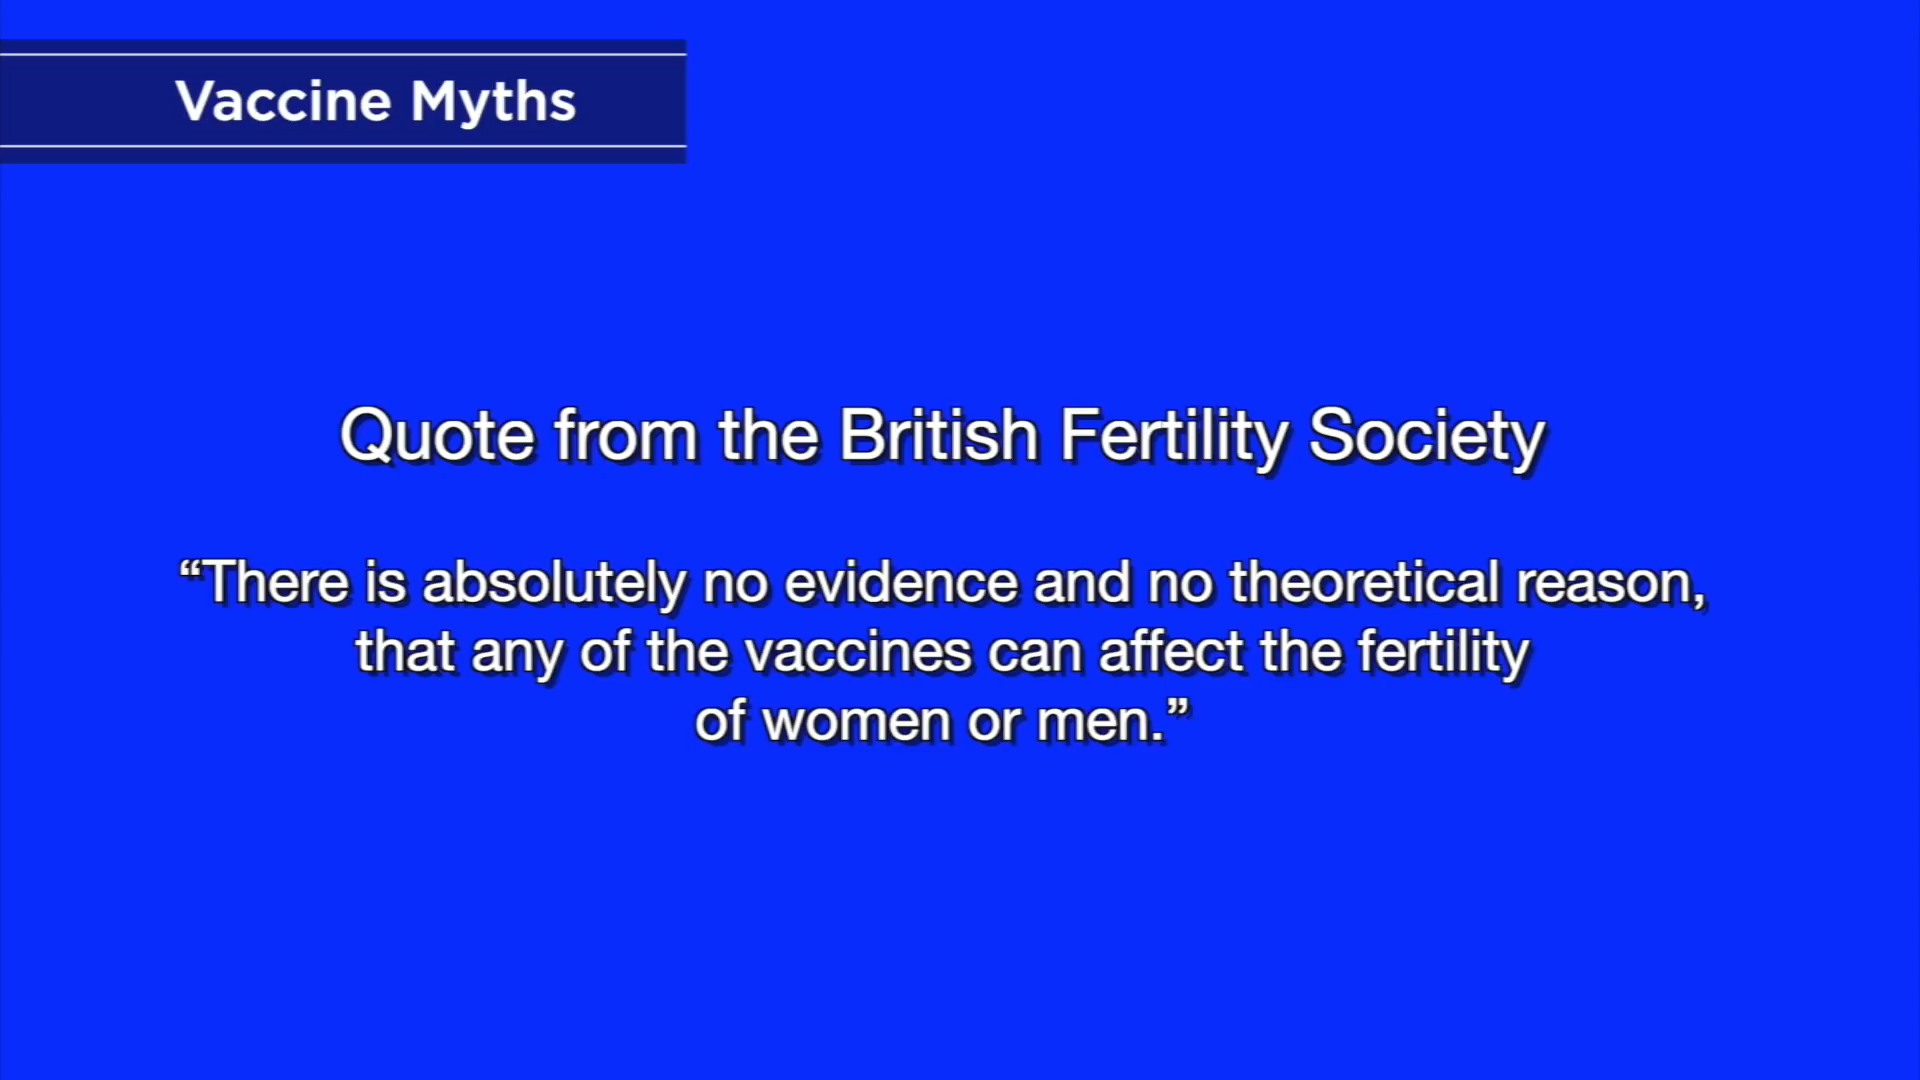 Vaccine Myths
Quote from the British Fertility Society
“There is absolutely no evidence and no theoretical reason,
that any of the vaccines can affect the fertility
of women or men.”